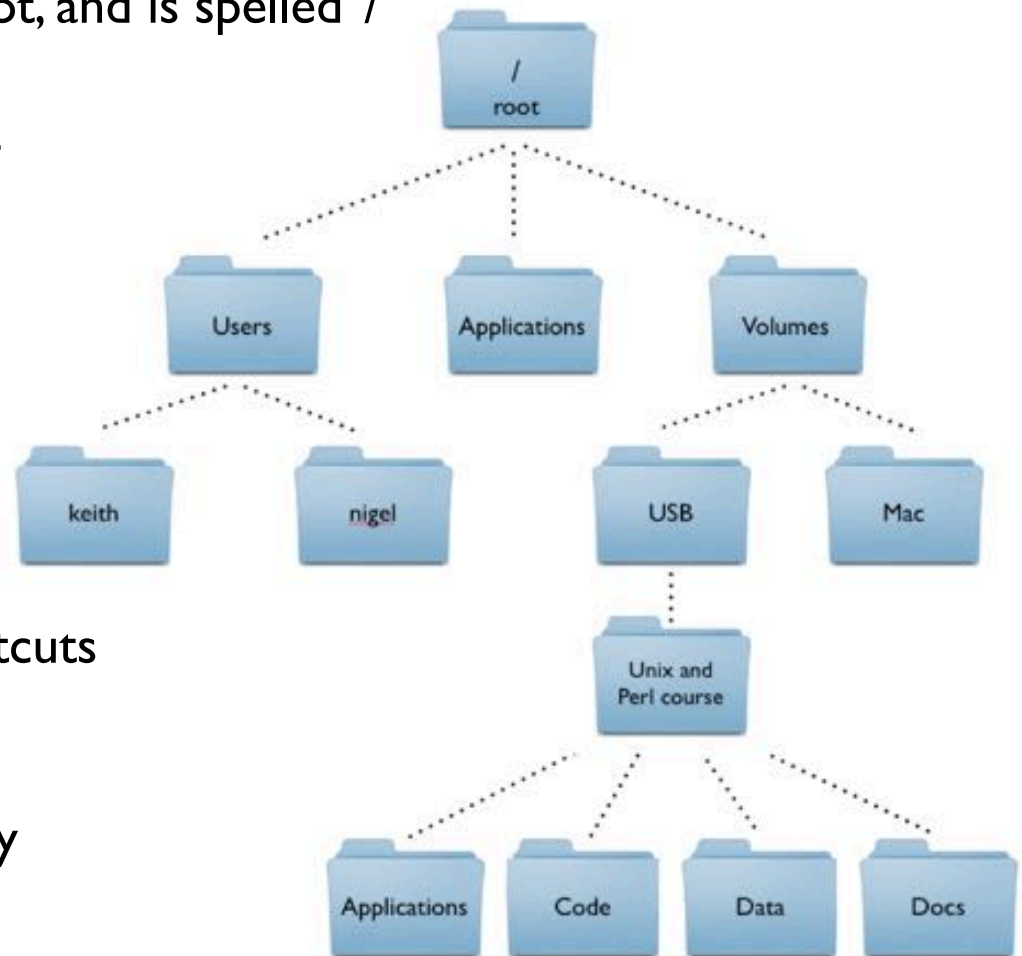 ot, and is spelled /
/
root
Users
Applications
Volumes
keith
nigel
USB
Mac
tcuts
Unix and
Perl course
y
Applications
Code
Data
Docs